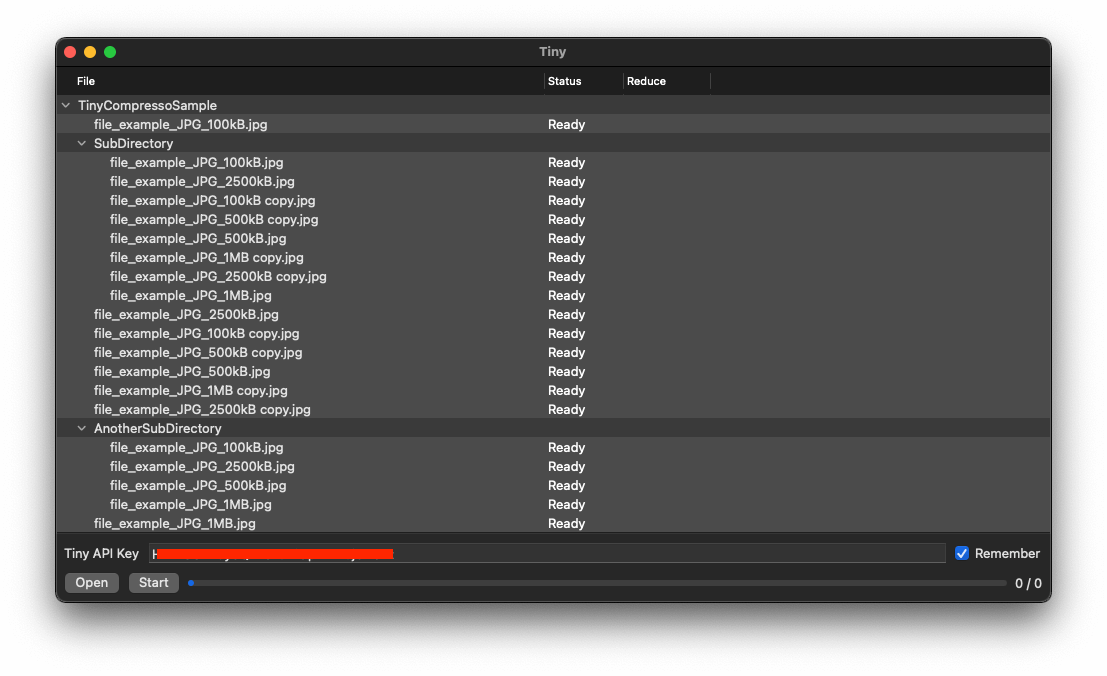 Tiny
File Status Reduce
TinyCompressoSample
file_example_JPG_100kB.jpg Ready
SubDirectory
file_example_JPG_100kB.jpg Ready
file_example_JPG_2500kB.jpg Ready
file_example_JPG_100kB copy.jpg Ready
file_example_JPG_500kB copy.jpg Ready
file_example_JPG_500kB.jpg Ready
file_example_JPG_1MB copy.jpg Ready
file_example_JPG_2500kB copy.jpg Ready
file_example_JPG_1MB.jpg Ready
file_example_JPG_2500kB.jpg Ready
file_example_JPG_100kB copy.jpg Ready
file_example_JPG_500kB copy.jpg Ready
file_example_JPG_500kB.jpg Ready
file_example_JPG_1MB copy.jpg Ready
file_example_JPG_2500kB copy.jpg Ready
AnotherSubDirectory
file_example_JPG_100kB.jpg Ready
file_example_JPG_2500kB.jpg Ready
file_example_JPG_500kB.jpg Ready
file_example_JPG_1MB.jpg Ready
file_example_JPG_1MB.jpg Ready
Tiny API Key Remember
Open Start 0 / 0